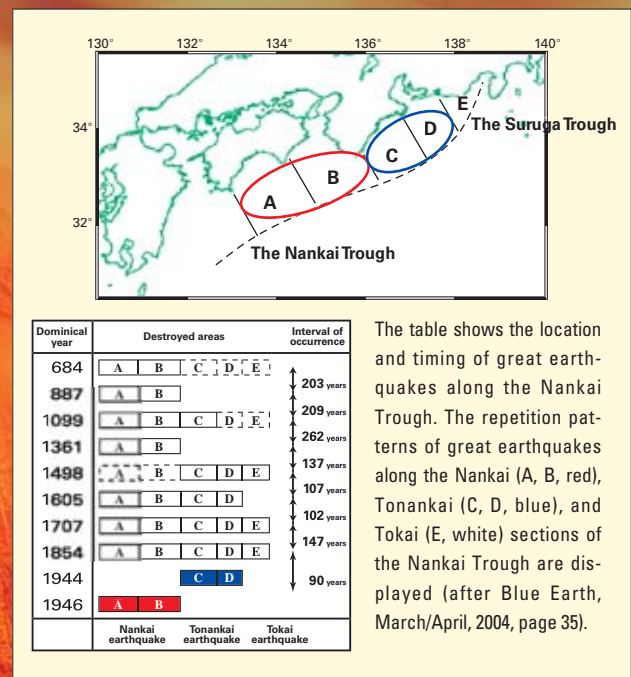 130° 132° 134° 136° 138° 140°
34°
32°
E
D
The Suruga Trough
C
B
A
The Nankai Trough
Dominical year Destroyed areas Interval of occurrence
684 A B C D E
203 years
887 A B
209 years
1099 A B C D E
262 years
1361 A B
137 years
1498 A B C D E
107 years
1605 A B C D
102 years
1707 A B C D E
147 years
1854 A B C D E
1944 C D 90 years
1946 A B
Nankai earthquake Tonankai earthquake Tokai earthquake
The table shows the location
and timing of great earth-
quakes along the Nankai
Trough. The repetition pat-
terns of great earthquakes
along the Nankai (A, B, red),
Tonankai (C, D, blue), and
Tokai (E, white) sections of
the Nankai Trough are dis-
played (after Blue Earth,
March/April, 2004, page 35).